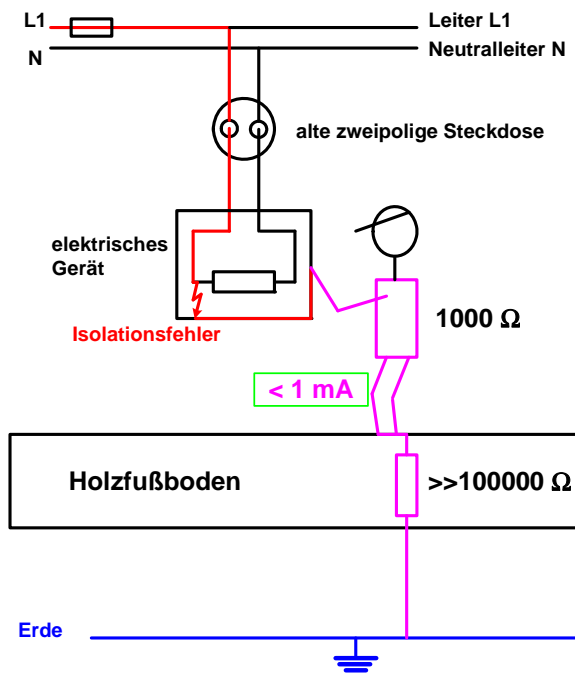 L1
Leiter L1
N
Neutralleiter N
alte zweipolige Steckdose
elektrisches
Gerät
Isolationsfehler
1000 Ω
< 1 mA
Holzfußboden
>>100000 Ω
Erde